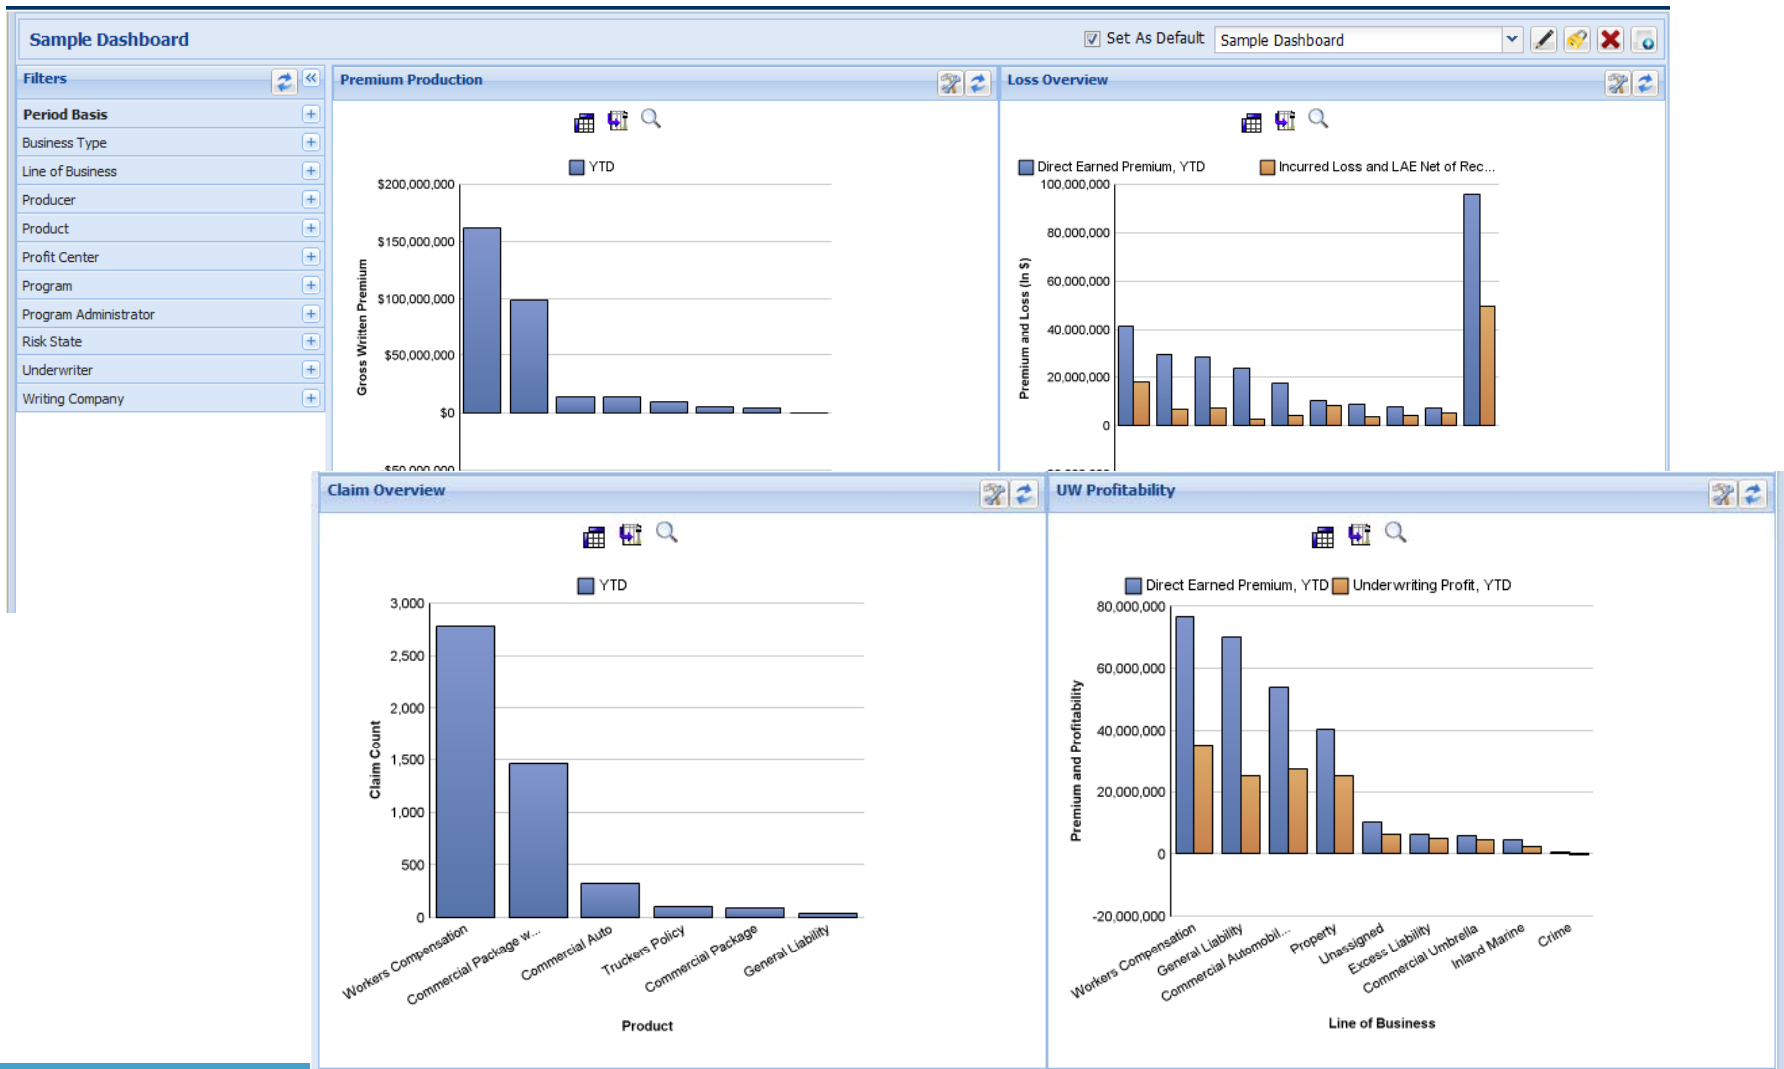 Sample Dashboard
Set As Default
Sample Dashboard
Filters
Period Basis
Business Type
Line of Business
Producer
Product
Profit Center
Program
Program Administrator
Risk State
Underwriter
Writing Company
Premium Production
YTD
Gross Written Premium
$200,000,000
$150,000,000
$100,000,000
$50,000,000
$0
Loss Overview
Direct Earned Premium, YTD
Incurred Loss and LAE Net of Rec...
Premium and Loss (In $)
100,000,000
80,000,000
60,000,000
40,000,000
20,000,000
0
Claim Overview
YTD
Claim Count
3,000
2,500
2,000
1,500
1,000
500
0
Workers Compensation
Commercial Package w...
Commercial Auto
Truckers Policy
Commercial Package
General Liability
Product
UW Profitability
Direct Earned Premium, YTD
Underwriting Profit, YTD
Premium and Profitability
80,000,000
60,000,000
40,000,000
20,000,000
0
-20,000,000
Workers Compensation
General Liability
Commercial Automobil...
Property
Unassigned
Excess Liability
Commercial Umbrella
Inland Marine
Crime
Line of Business